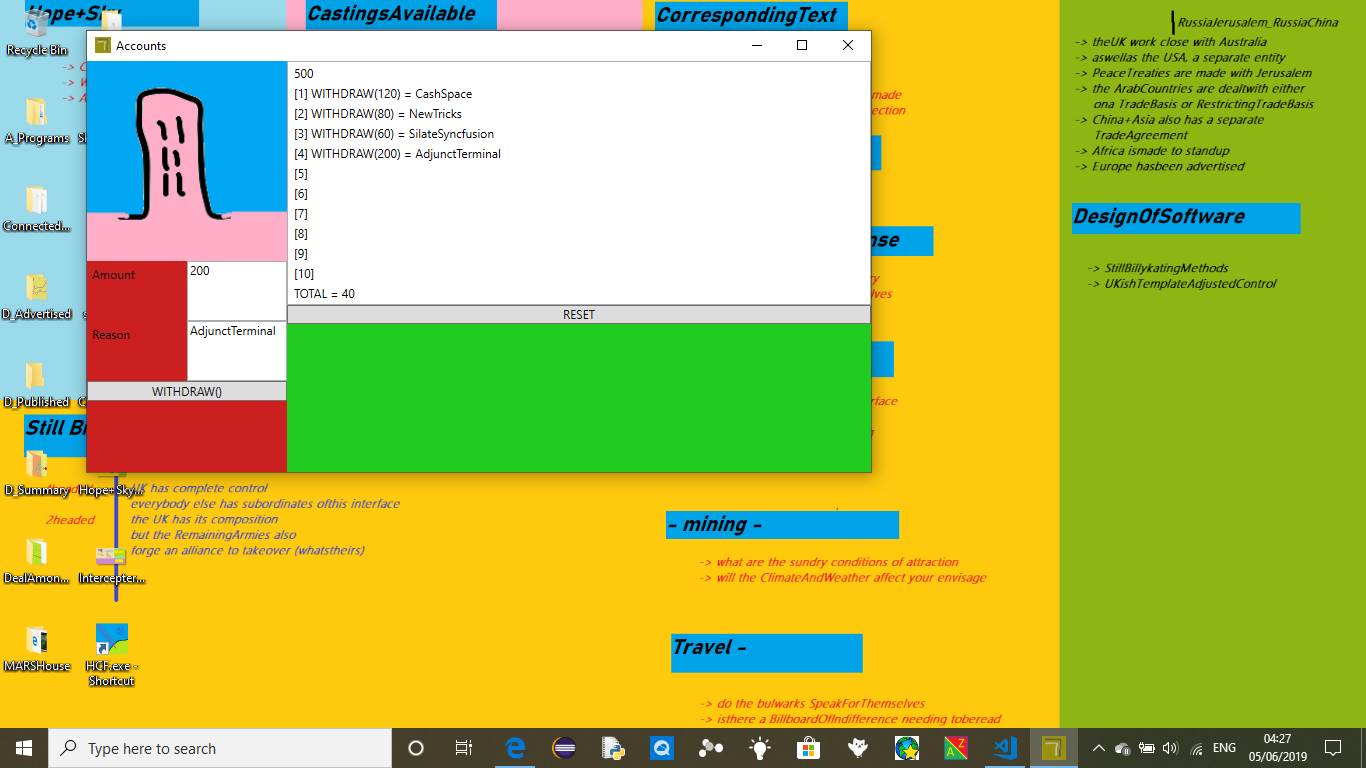 Hope+Sky
CastingsAvailable
CorrespondingText
RussiaJerusalem_RussiaChina
-> theUK work close with Australia
-> aswellas the USA. a separate entity
-> PeaceTreaties are made with Jerusalem
-> the ArabCountries are dealtwith either
ona TradeBasis or RestrictingTradeBasis
-> China+Asia also has a separate
TradeAgreement
-> Africa ismade to standup
-> Europe hasbeen advertised
DesignOfSoftware
-> StillBillykatingMethods
-> UKishTemplateAdjustedControl
Recycle Bin
A_Programs
Connected...
D_Advertised
D_Published
D_Summary
Hope+Sky...
DealAmon...
Intercepter...
MARSHouse
HCF.exe -
Shortcut
Accounts
500
[1] WITHDRAW(120) = CashSpace
[2] WITHDRAW(80) = NewTricks
[3] WITHDRAW(60) = SilateSyncfusion
[4] WITHDRAW(200) = AdjunctTerminal
[5]
[6]
[7]
[8]
[9]
[10]
TOTAL = 40
RESET
Amount
200
Reason
AdjunctTerminal
WITHDRAW()
made
ection
nse
Still Bi
2headed
UK has complete control
everybody else has subordinates ofthis interface
the UK has its composition
but the RemainingArmies also
forge an alliance to takeover (whatstheirs)
- mining -
-> what are the sundry conditions of attraction
-> will the ClimateAndWeather affect your envisage
Travel -
-> do the bulwarks SpeakForThemselves
-> isthere a BillboardOfIndifference needing toberead
Type here to search
ENG
04:27
05/06/2019